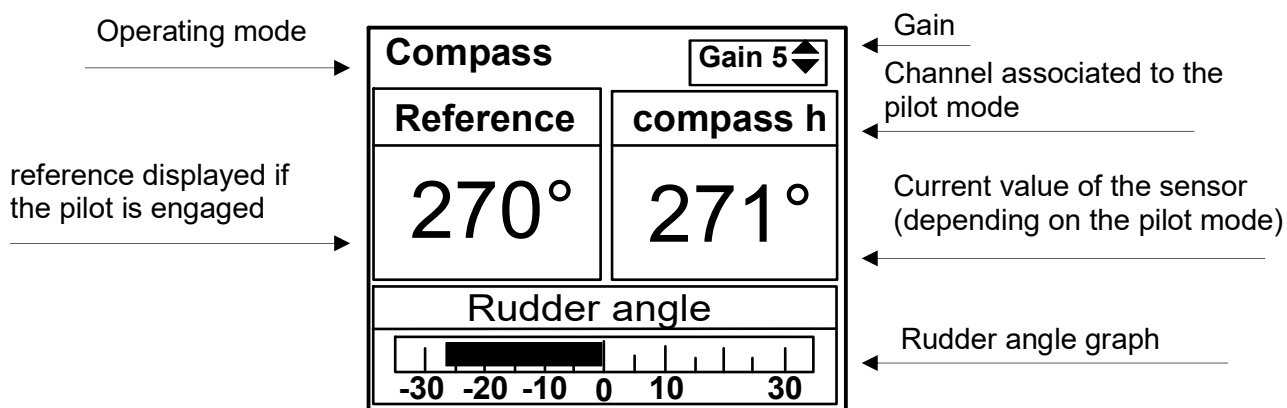 Operating mode
reference displayed if
the pilot is engaged
Compass
Gain 5
Reference
compass h
270°
271°
Rudder angle
-30 -20 -10 0 10 30
Gain
Channel associated to the
pilot mode
Current value of the sensor
(depending on the pilot mode)
Rudder angle graph